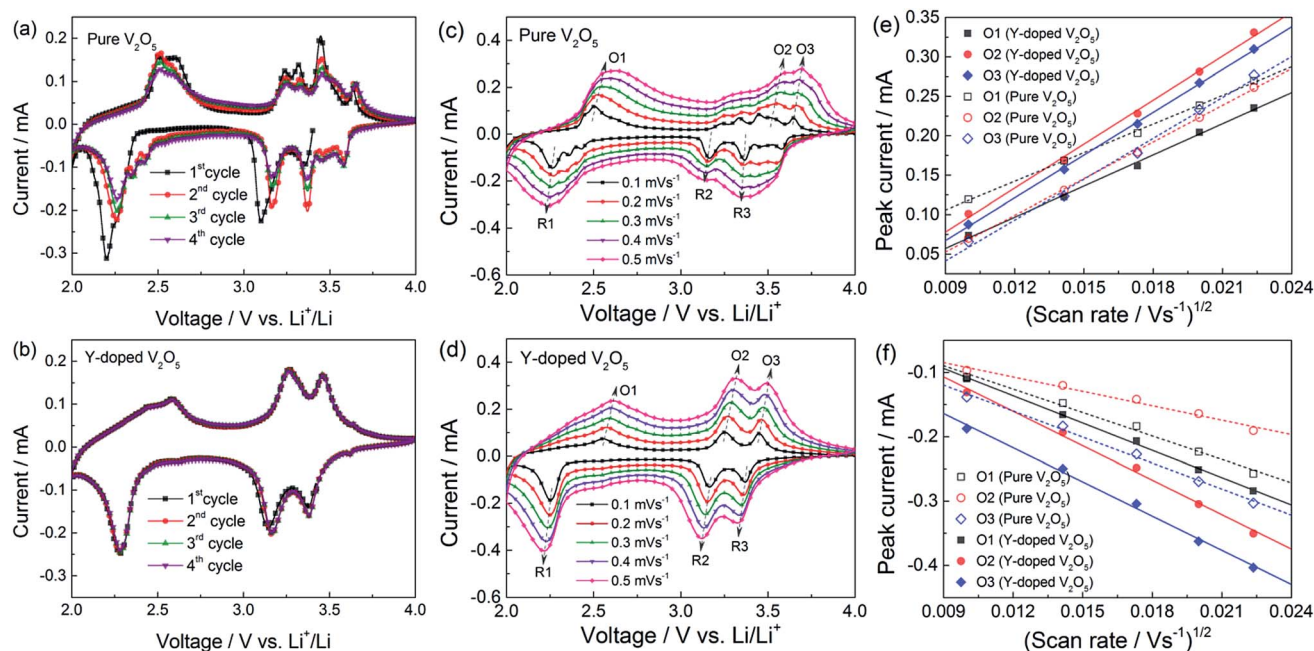 (a)
Pure V₂O₅
0.2
0.1
0.0
-0.1
-0.2
-0.3
Current / mA
1ˢᵗcycle
2ⁿᵈ cycle
3ʳᵈ cycle
4ᵗʰ cycle
2.0 2.5 3.0 3.5 4.0
Voltage / V vs. Li⁺/Li
(b)
Y-doped V₂O₅
0.2
0.1
0.0
-0.1
-0.2
-0.3
Current / mA
1ˢᵗcycle
2ⁿᵈ cycle
3ʳᵈ cycle
4ᵗʰ cycle
2.0 2.5 3.0 3.5 4.0
Voltage / V vs. Li⁺/Li
(c)
Pure V₂O₅
O1
O2 O3
0.4
0.2
0.0
-0.2
-0.4
-0.6
Current / mA
R1
R2
R3
0.1 mVs⁻¹
0.2 mVs⁻¹
0.3 mVs⁻¹
0.4 mVs⁻¹
0.5 mVs⁻¹
2.0 2.5 3.0 3.5 4.0
Voltage / V vs. Li/Li⁺
(d)
Y-doped V₂O₅
O1
O2
O3
0.4
0.2
0.0
-0.2
-0.4
-0.6
Current / mA
R1
R2
R3
0.1 mVs⁻¹
0.2 mVs⁻¹
0.3 mVs⁻¹
0.4 mVs⁻¹
0.5 mVs⁻¹
2.0 2.5 3.0 3.5 4.0
Voltage / V vs. Li/Li⁺
(e)
0.35
0.30
0.25
0.20
0.15
0.10
0.05
Peak current / mA
O1 (Y-doped V₂O₅)
O2 (Y-doped V₂O₅)
O3 (Y-doped V₂O₅)
O1 (Pure V₂O₅)
O2 (Pure V₂O₅)
O3 (Pure V₂O₅)
0.009 0.012 0.015 0.018 0.021 0.024
(Scan rate / Vs⁻¹)¹/²
(f)
-0.1
-0.2
-0.3
-0.4
Peak current / mA
O1 (Pure V₂O₅)
O2 (Pure V₂O₅)
O3 (Pure V₂O₅)
O1 (Y-doped V₂O₅)
O2 (Y-doped V₂O₅)
O3 (Y-doped V₂O₅)
0.009 0.012 0.015 0.018 0.021 0.024
(Scan rate / Vs⁻¹)¹/²